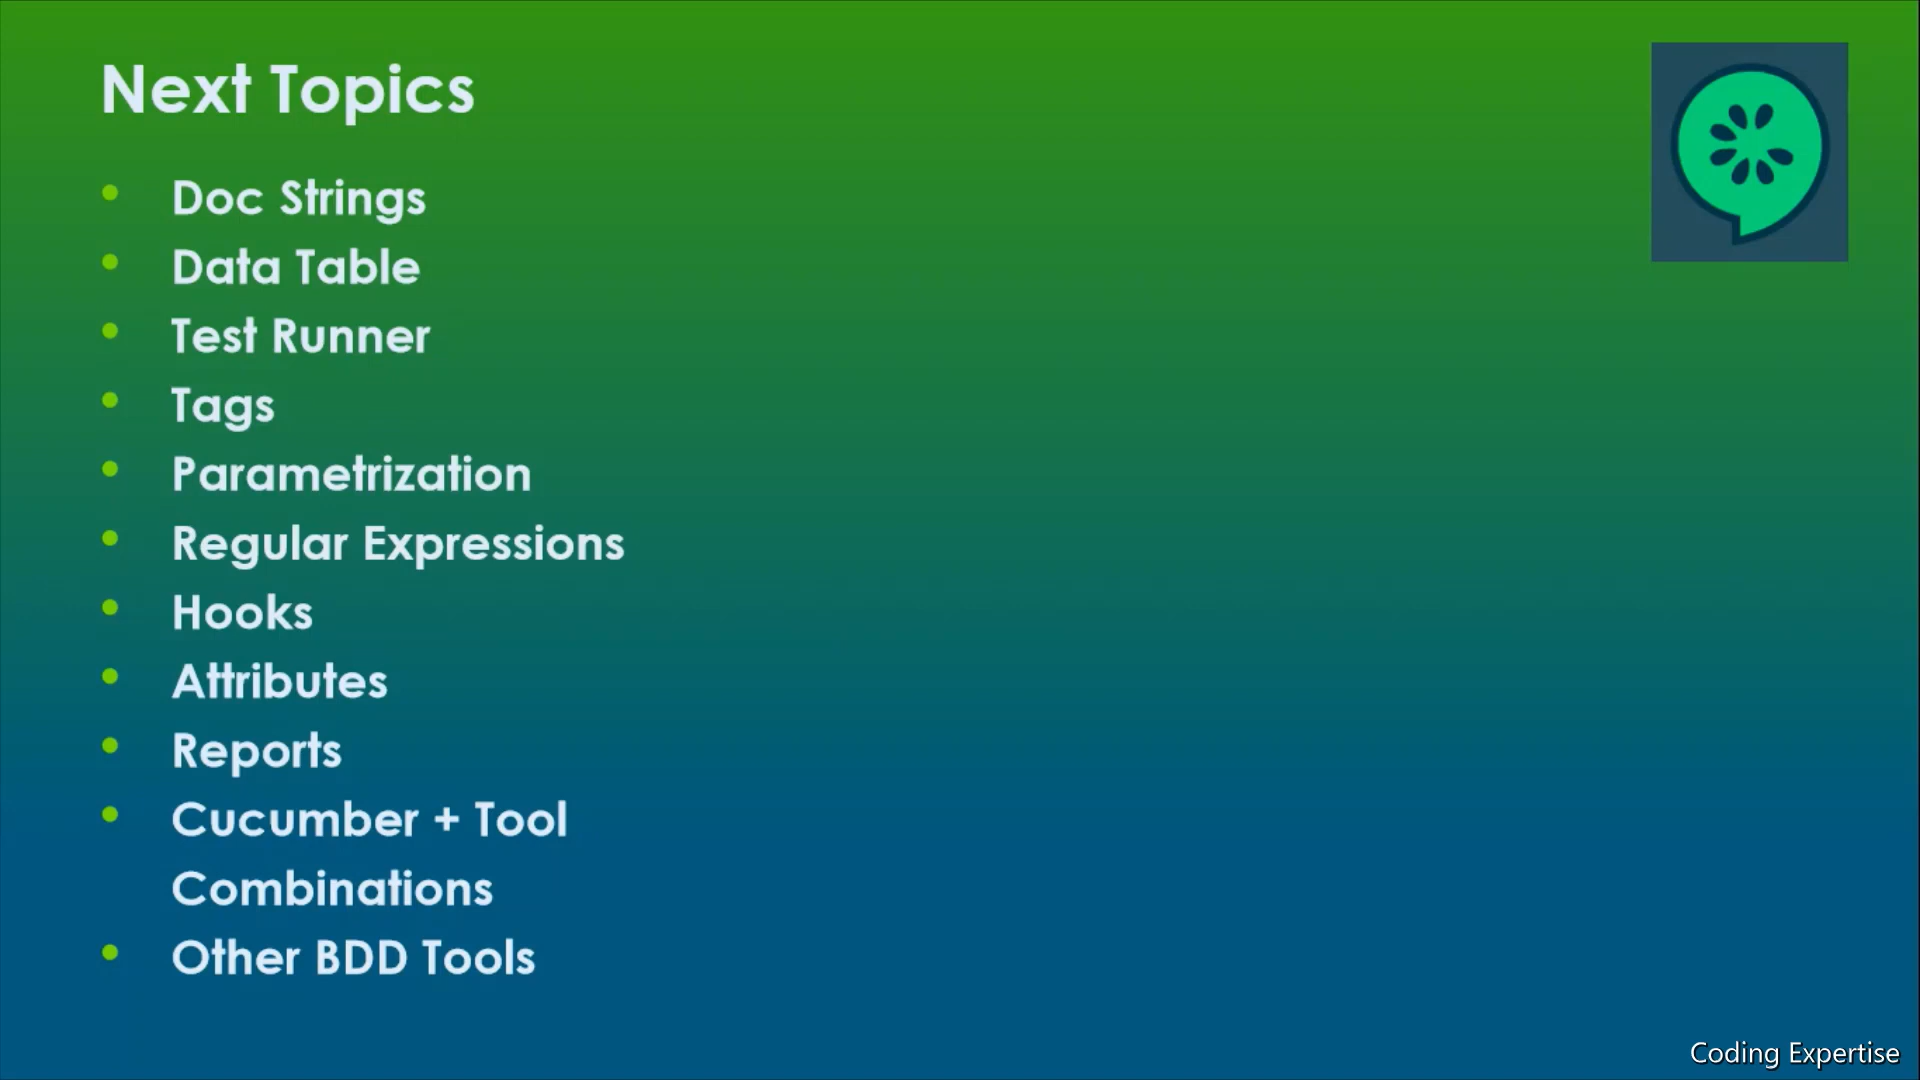 Next Topics
Doc Strings
Data Table
Test Runner
Tags
Parametrization
Regular Expressions
Hooks
Attributes
Reports
Cucumber + Tool
Combinations
Other BDD Tools
Coding Expertise